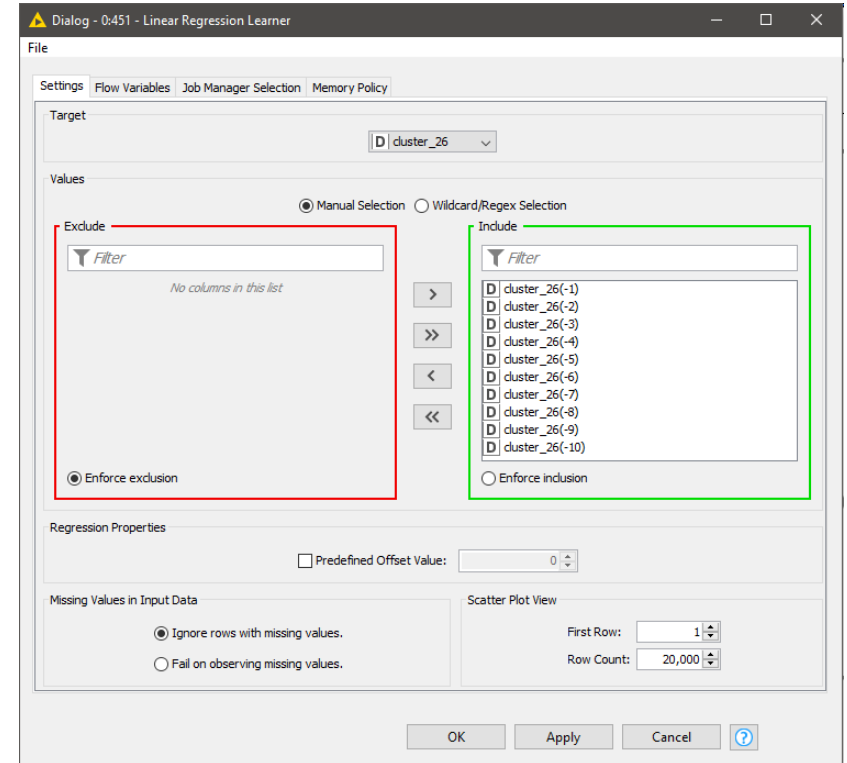 Dialog - 0:451 - Linear Regression Learner
File
Settings Flow Variables Job Manager Selection Memory Policy
Target
D cluster_26
Values
Manual Selection Wildcard/Regex Selection
Exclude
Include
Filter
Filter
No columns in this list
D cluster_26(-1)
D cluster_26(-2)
D cluster_26(-3)
D cluster_26(-4)
D cluster_26(-5)
D cluster_26(-6)
D cluster_26(-7)
D cluster_26(-8)
D cluster_26(-9)
D cluster_26(-10)
> 
>>
<
<<
Enforce exclusion
Enforce inclusion
Regression Properties
Predefined Offset Value: 0
Missing Values in Input Data
Ignore rows with missing values.
Fail on observing missing values.
Scatter Plot View
First Row: 1
Row Count: 20,000
OK Apply Cancel ?